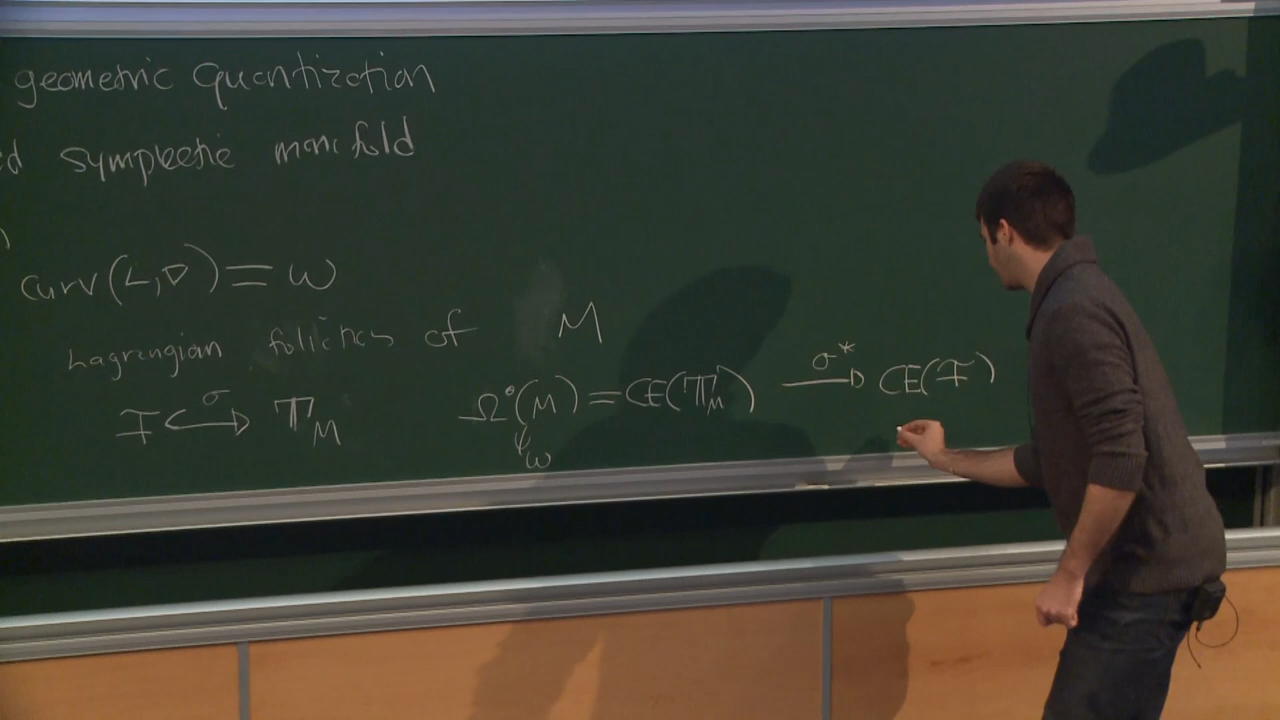 geometric Quantization
ed symplectic manifold
)
curv(L,∇) = ω
Lagrangian foliations of M
F ↪ σ 𝕋_M
Ω^•(M) = CE(𝕋_M) σ* → CE(F)
↓ω